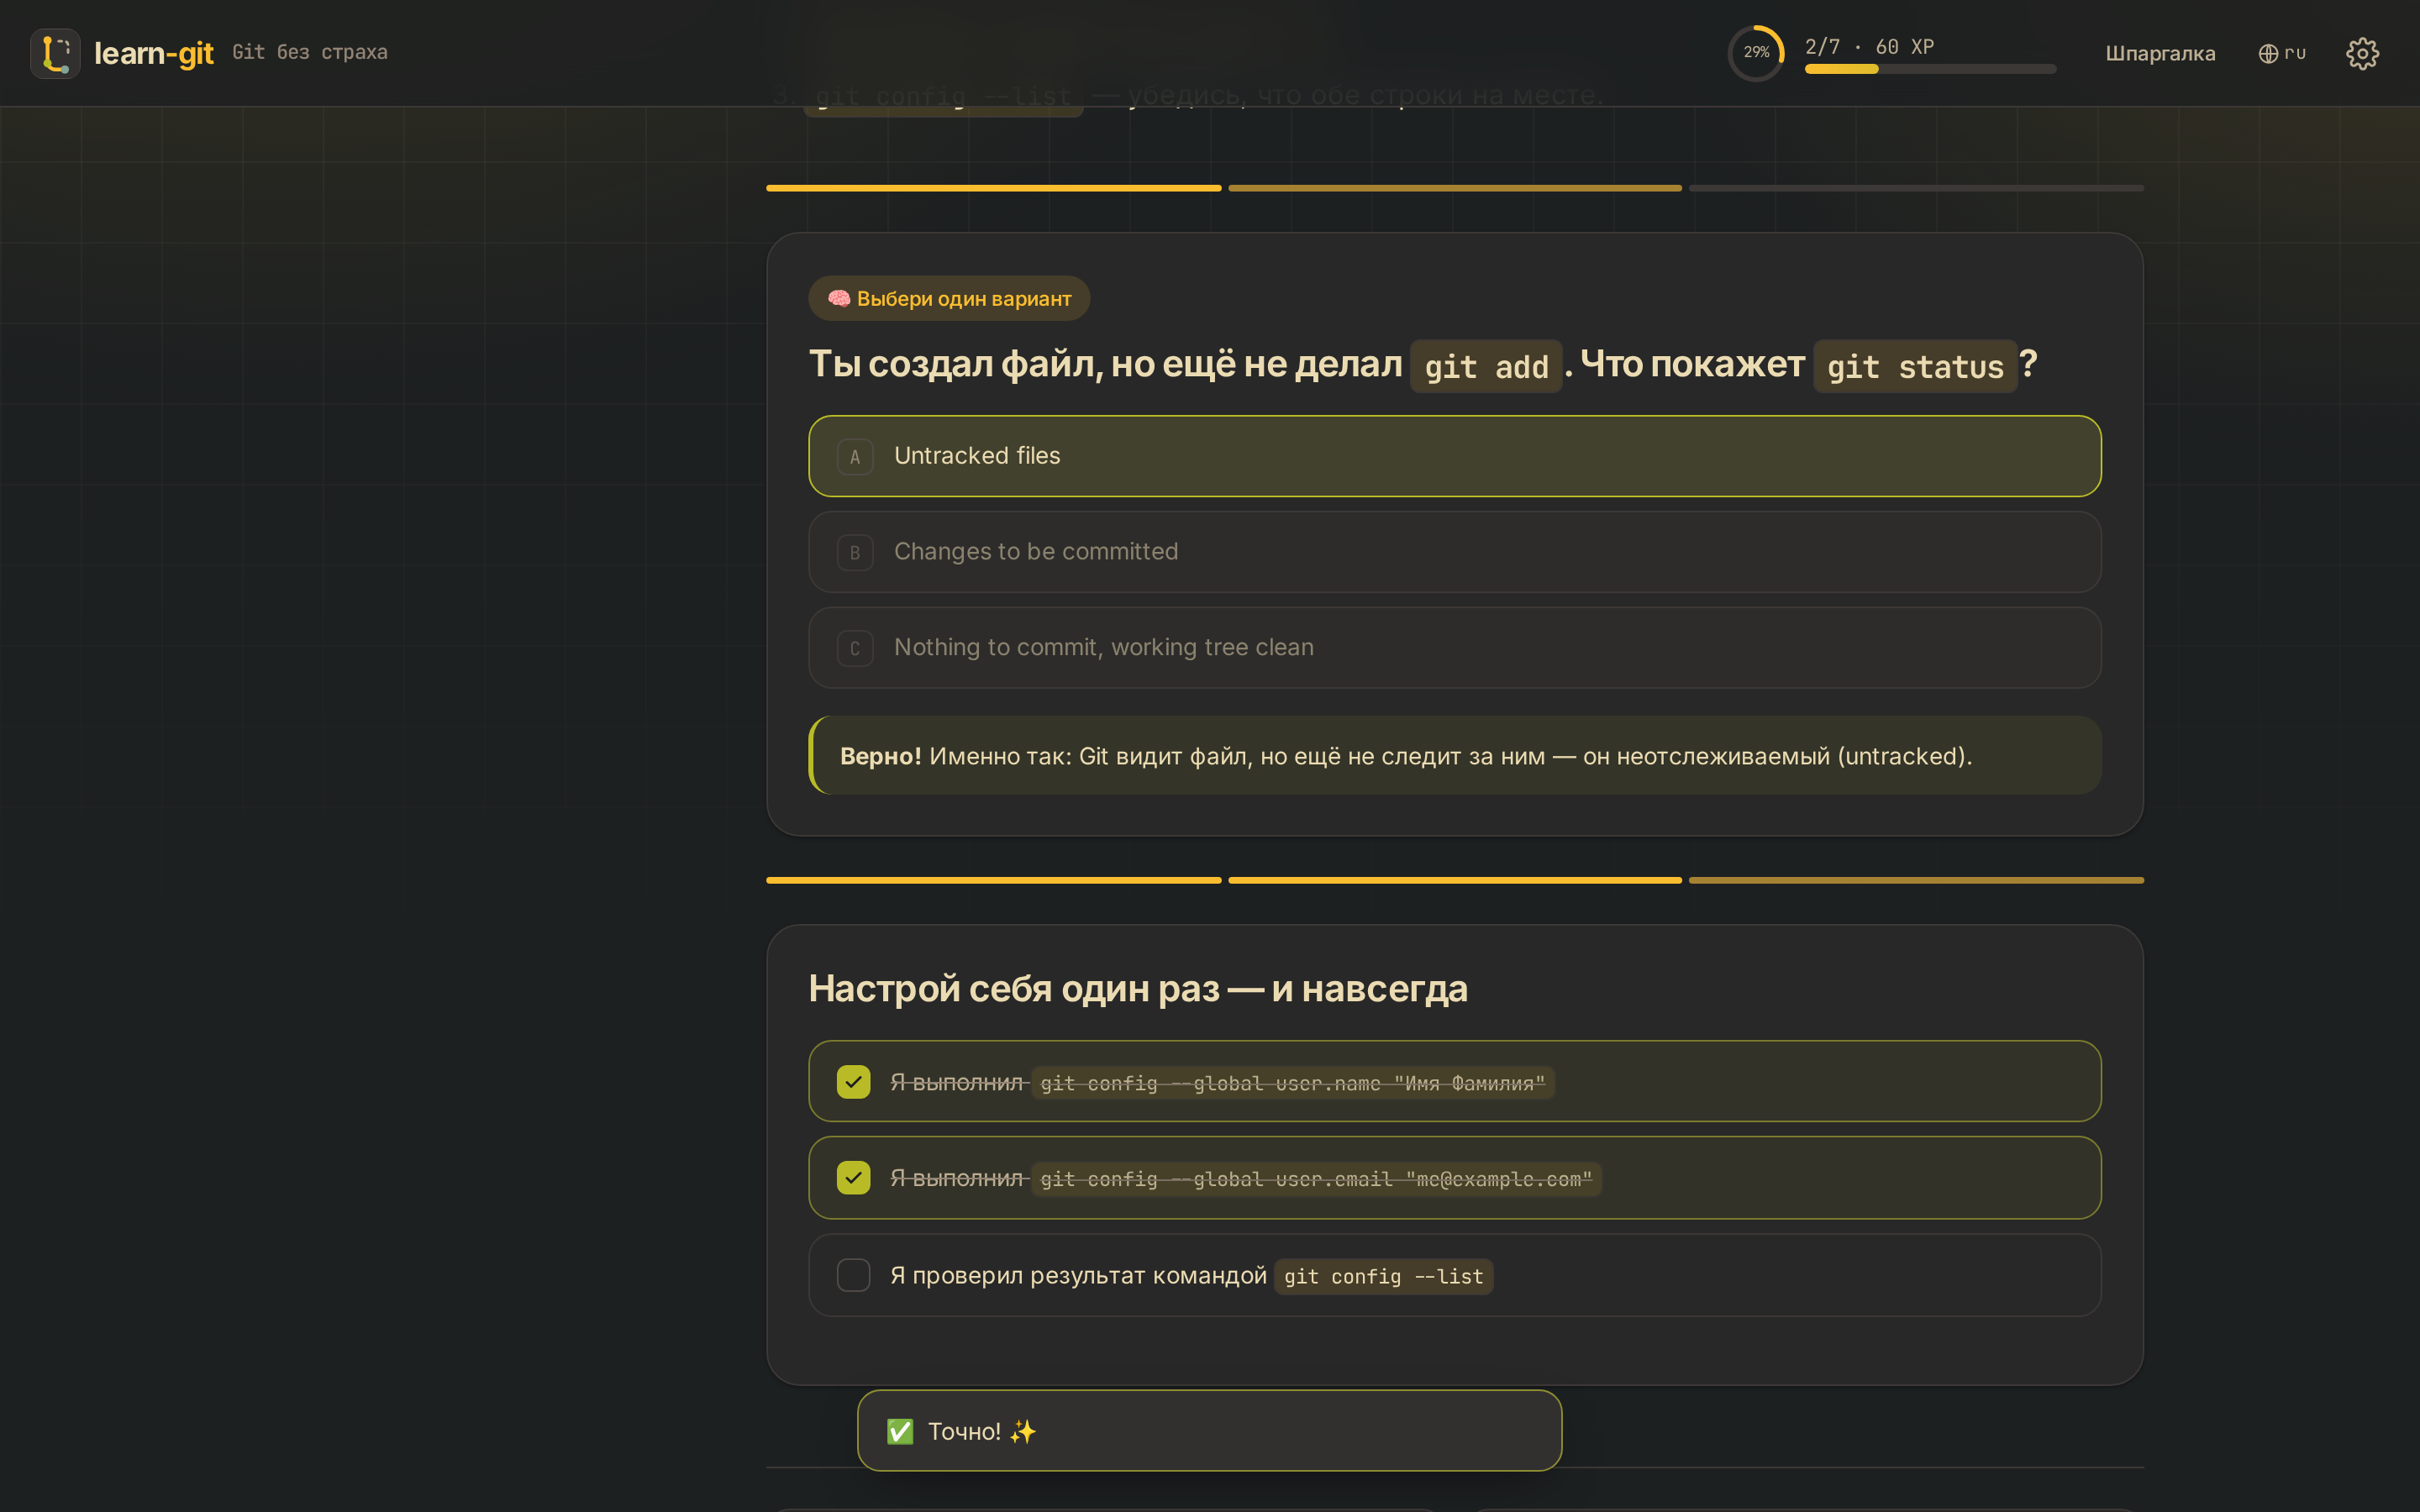 learn-git Git без страха
29% 2/7 · 60 XP Шпаргалка ru
3. git config --list — убедись, что обе строки на месте.
🧠 Выбери один вариант
Ты создал файл, но ещё не делал git add. Что покажет git status?
A Untracked files
B Changes to be committed
C Nothing to commit, working tree clean
Верно! Именно так: Git видит файл, но ещё не следит за ним — он неотслеживаемый (untracked).
Настрой себя один раз — и навсегда
Я выполнил git config --global user.name "Имя Фамилия"
Я выполнил git config --global user.email "me@example.com"
Я проверил результат командой git config --list
✅ Точно! ✨